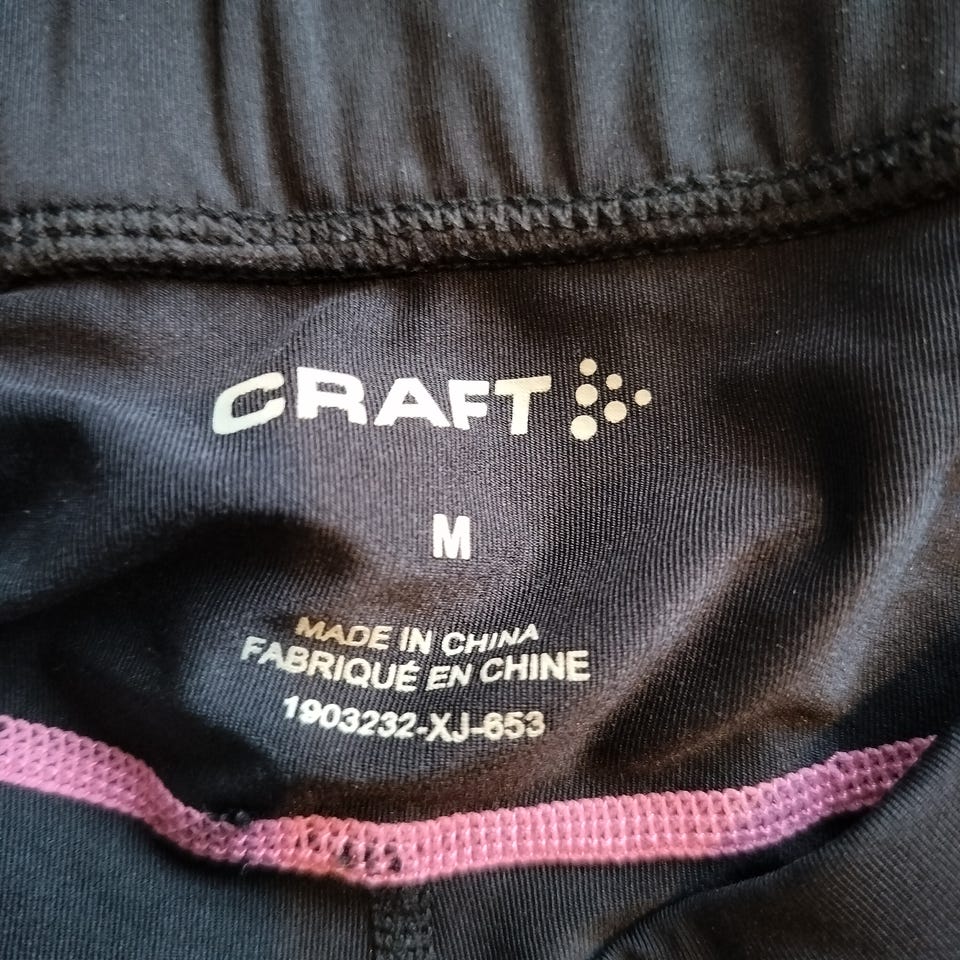 CRAFT
M
MADE IN CHINA
FABRIQUÉ EN CHINE
1903232-XJ-653